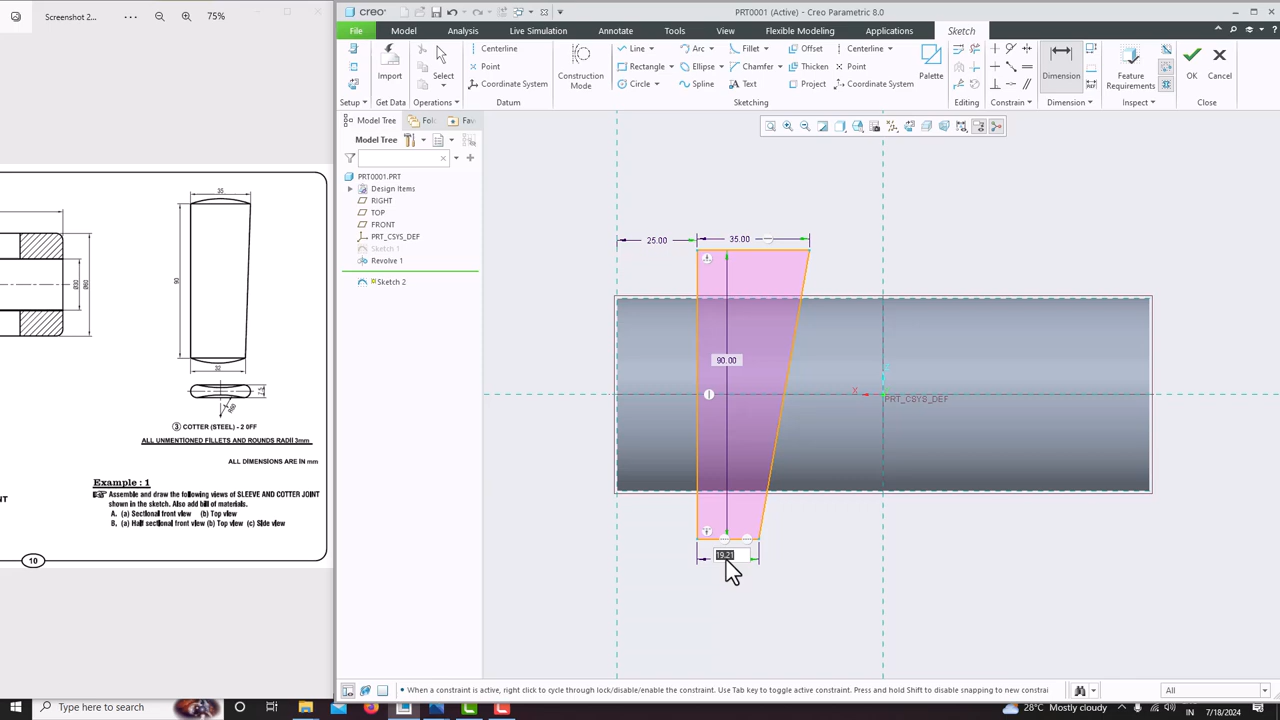 Screenshot 2...
75%
creo
PRT0001 (Active) - Creo Parametric 8.0
File
Model
Analysis
Live Simulation
Annotate
Tools
View
Flexible Modeling
Applications
Sketch
Import
Select
Centerline
Point
Coordinate System
Construction
Mode
Line
Rectangle
Circle
Arc
Ellipse
Spline
Fillet
Chamfer
Text
Offset
Thicken
Project
Centerline
Point
Coordinate System
Palette
Dimension
Feature
Requirements
OK
Cancel
Setup
Get Data
Operations
Datum
Sketching
Editing
Constrain
Dimension
Inspect
Close
Model Tree
Fol
Fav
Model Tree
PRT0001.PRT
Design Items
RIGHT
TOP
FRONT
PRT_CSYS_DEF
Sketch 1
Revolve 1
Sketch 2
25.00
35.00
90.00
19.21
X
PRT_CSYS_DEF
35
90
32
③ COTTER (STEEL) - 2 OFF
ALL UNMENTIONED FILLETS AND ROUNDS RADII 3mm
ALL DIMENSIONS ARE IN mm
NT
Example : 1
Assemble and draw the following views of SLEEVE AND COTTER JOINT
shown in the sketch. Also add bill of materials.
A. (a) Sectional front view (b) Top view
B. (a) Half sectional front view (b) Top view (c) Side view
10
When a constraint is active, right click to cycle through lock/disable/enable the constraint. Use Tab key to toggle active constraint. Press and hold Shift to disable snapping to new constrai
All
Type here to search
28°C Mostly cloudy
IN
7/18/2024